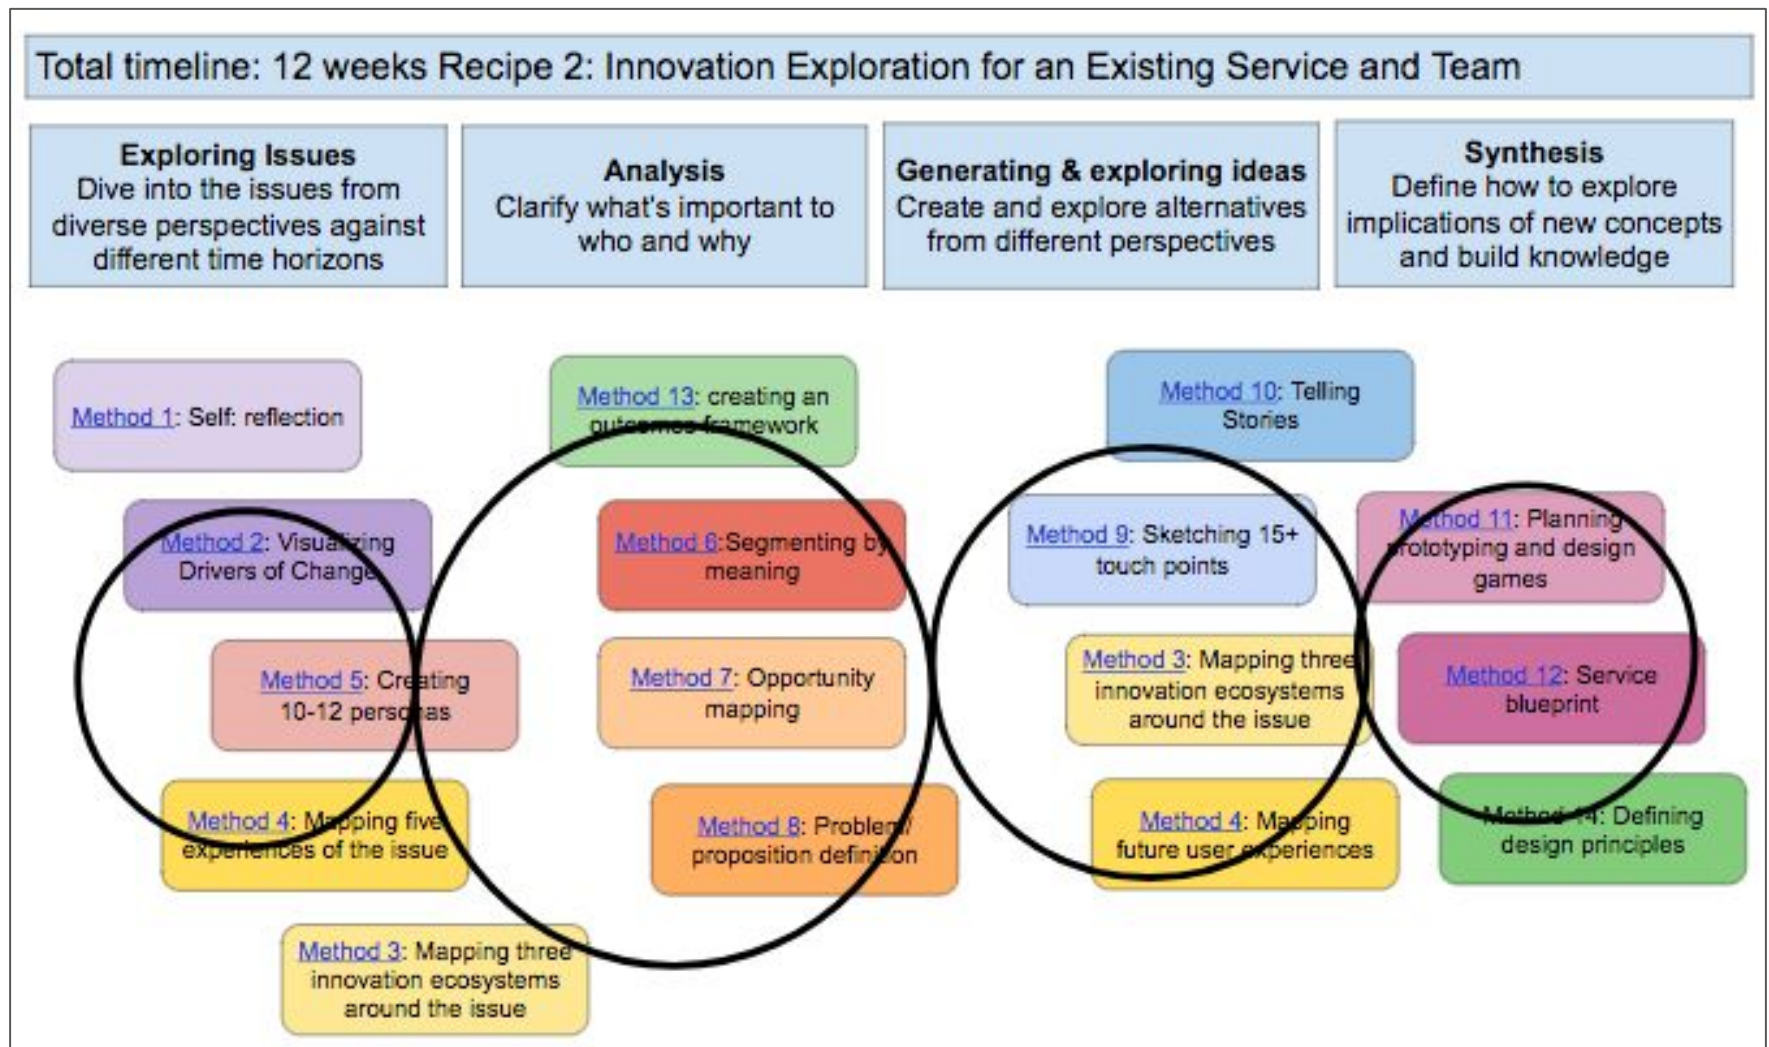 Total timeline: 12 weeks Recipe 2: Innovation Exploration for an Existing Service and Team
Exploring Issues
Dive into the issues from
diverse perspectives against
different time horizons
Analysis
Clarify what's important to
who and why
Generating & exploring ideas
Create and explore alternatives
from different perspectives
Synthesis
Define how to explore
implications of new concepts
and build knowledge
Method 1: Self: reflection
Method 2: Visualizing
Drivers of Change
Method 5: Creating
10-12 personas
Method 4: Mapping five
experiences of the issue
Method 3: Mapping three
innovation ecosystems
around the issue
Method 13: creating an
outcomes framework
Method 6:Segmenting by
meaning
Method 7: Opportunity
mapping
Method 8: Problem/
proposition definition
Method 10: Telling
Stories
Method 9: Sketching 15+
touch points
Method 3: Mapping three
innovation ecosystems
around the issue
Method 4: Mapping
future user experiences
Method 11: Planning
prototyping and design
games
Method 12: Service
blueprint
Method 14: Defining
design principles